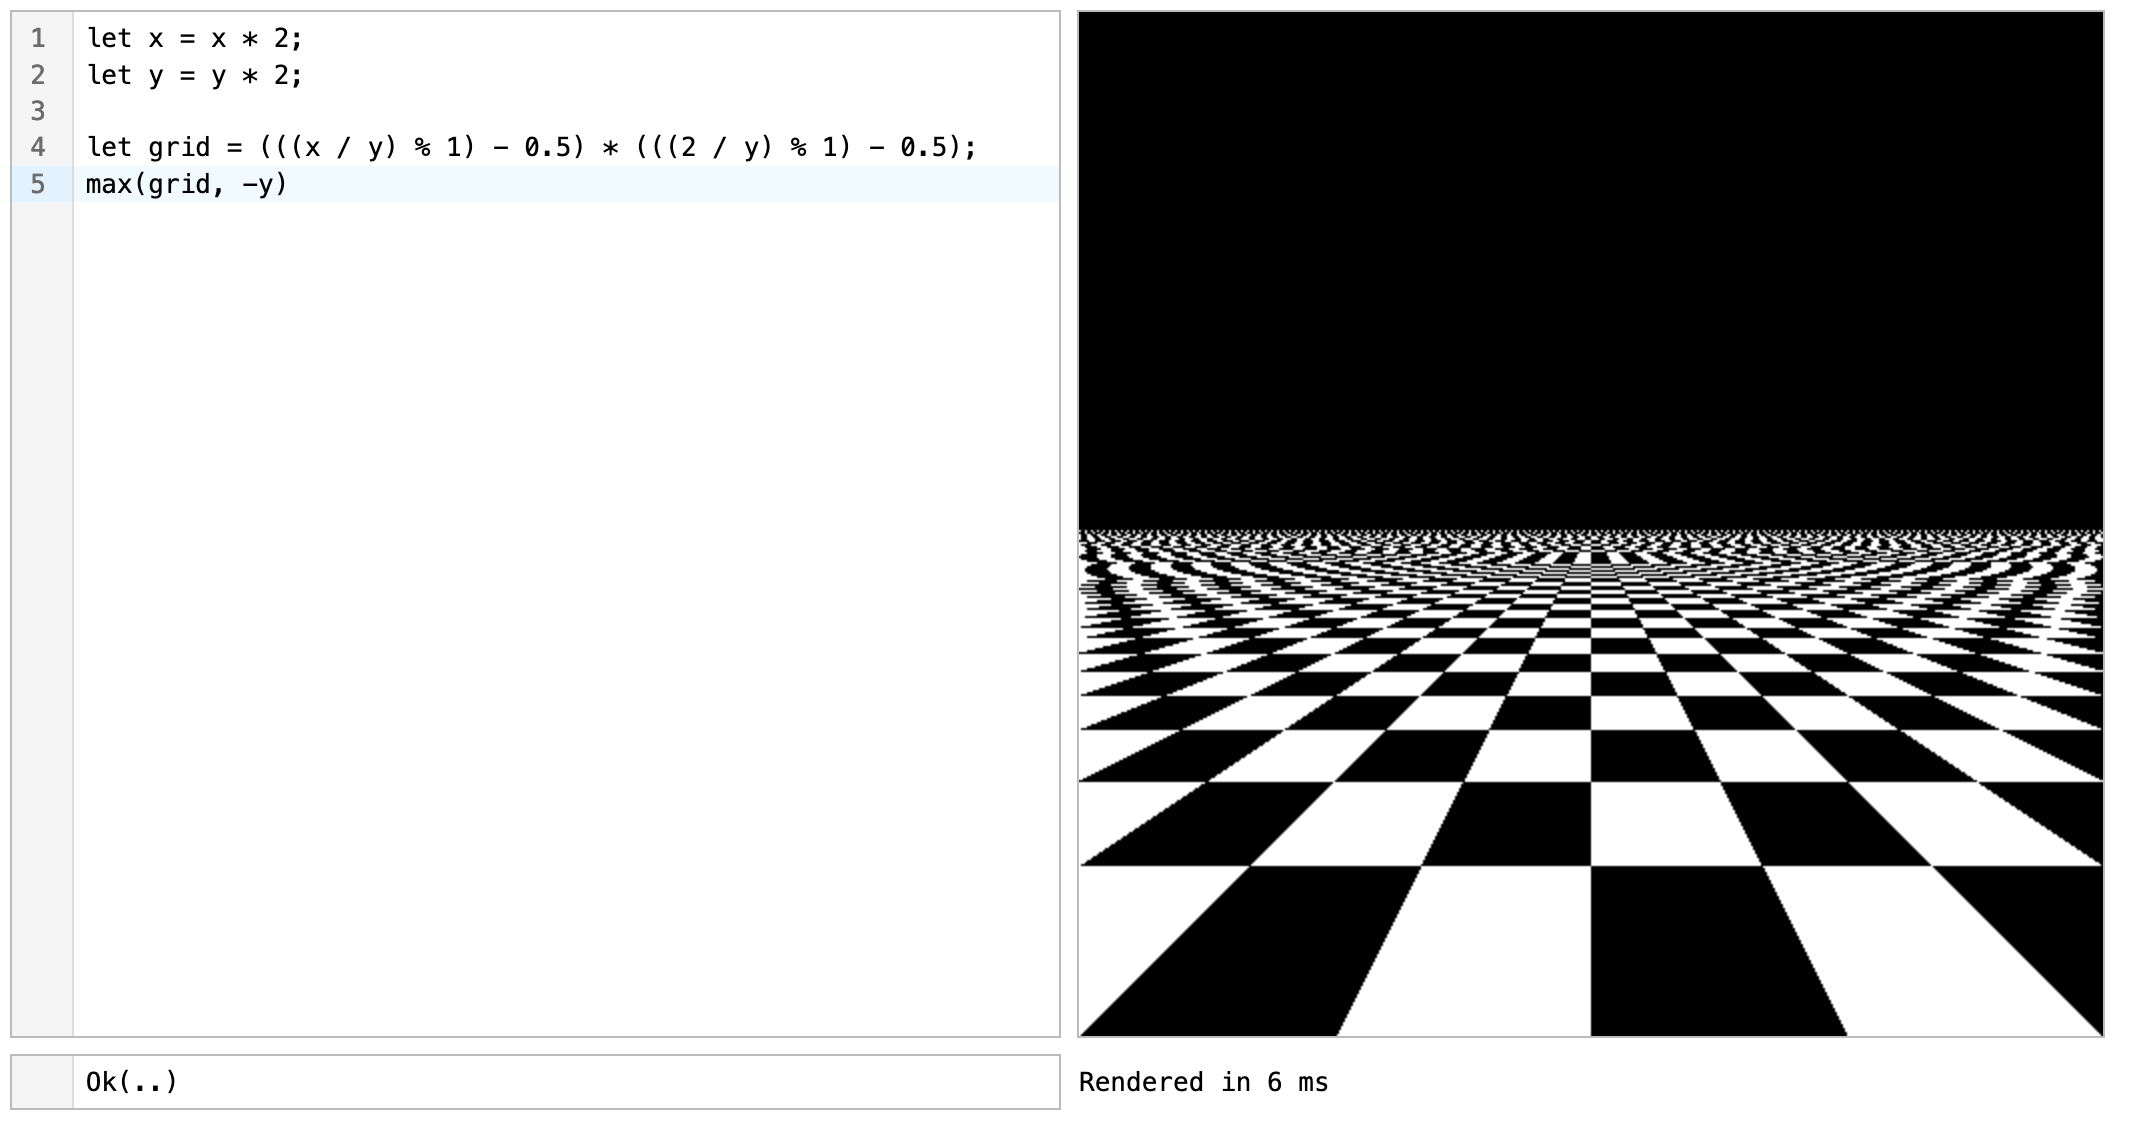 1 let x = x * 2;
2 let y = y * 2;
3
4 let grid = (((x / y) % 1) - 0.5) * (((2 / y) % 1) - 0.5);
5 max(grid, -y)
Ok(..)
Rendered in 6 ms